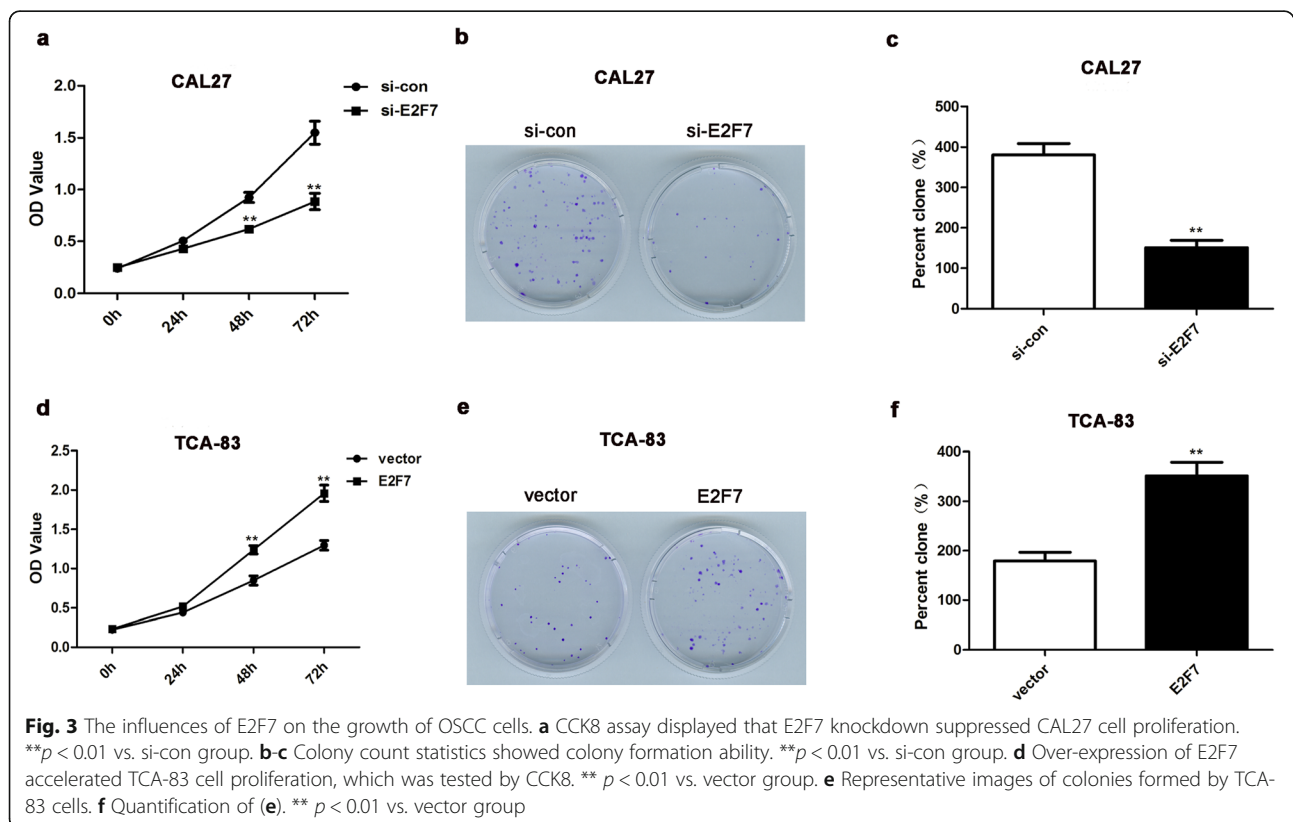 a
CAL27
si-con
si-E2F7
2.0
1.5
1.0
0.5
0.0
OD Value
**
**
0h
24h
48h
72h
b
CAL27
si-con
si-E2F7
c
CAL27
500
400
300
200
100
0
Percent clone (%)
**
si-con
si-E2F7
d
TCA-83
vector
E2F7
2.5
2.0
1.5
1.0
0.5
0.0
OD Value
**
**
0h
24h
48h
72h
e
TCA-83
vector
E2F7
f
TCA-83
400
300
200
100
0
Percent clone (%)
**
vector
E2F7
Fig. 3 The influences of E2F7 on the growth of OSCC cells. a CCK8 assay displayed that E2F7 knockdown suppressed CAL27 cell proliferation.
**p < 0.01 vs. si-con group. b-c Colony count statistics showed colony formation ability. **p < 0.01 vs. si-con group. d Over-expression of E2F7
accelerated TCA-83 cell proliferation, which was tested by CCK8. ** p < 0.01 vs. vector group. e Representative images of colonies formed by TCA-
83 cells. f Quantification of (e). ** p < 0.01 vs. vector group